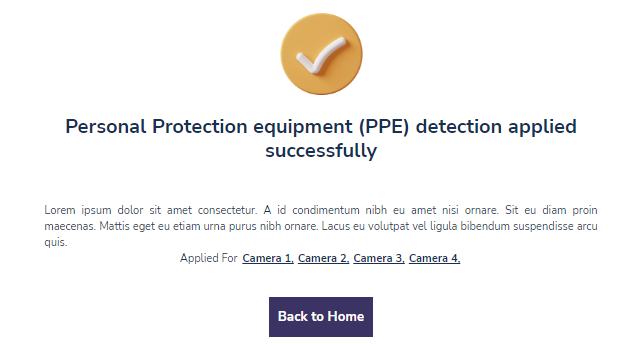 Personal Protection equipment (PPE) detection applied
successfully
Lorem ipsum dolor sit amet consectetur. A id condimentum nibh eu amet nisi ornare. Sit eu diam proin
maecenas. Mattis eget eu etiam urna purus nibh ornare. Lacus eu volutpat vel ligula bibendum suspendisse arcu
quis.
Applied For Camera 1, Camera 2, Camera 3, Camera 4,
Back to Home